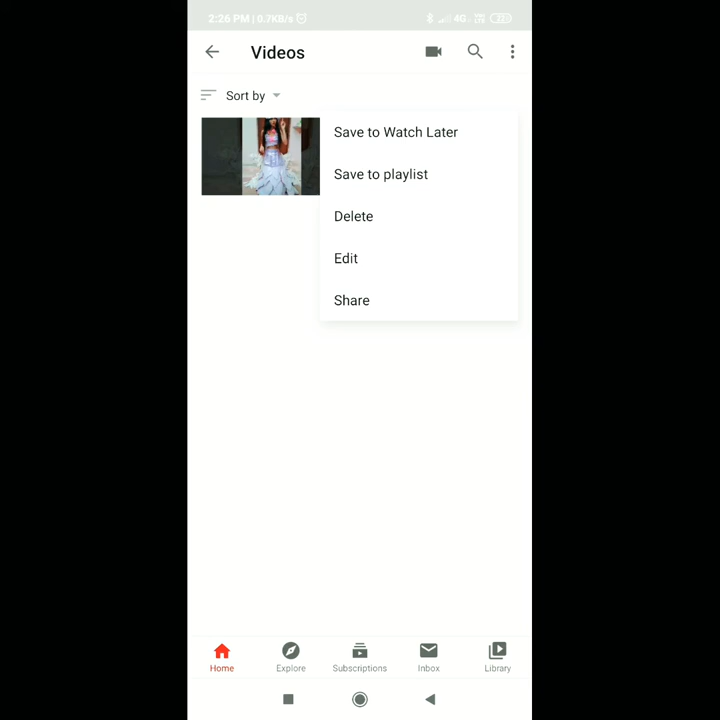 2:26 PM | 0.7KB/s
4G
Videos
Sort by
Save to Watch Later
Save to playlist
Delete
Edit
Share
Home
Explore
Subscriptions
Inbox
Library